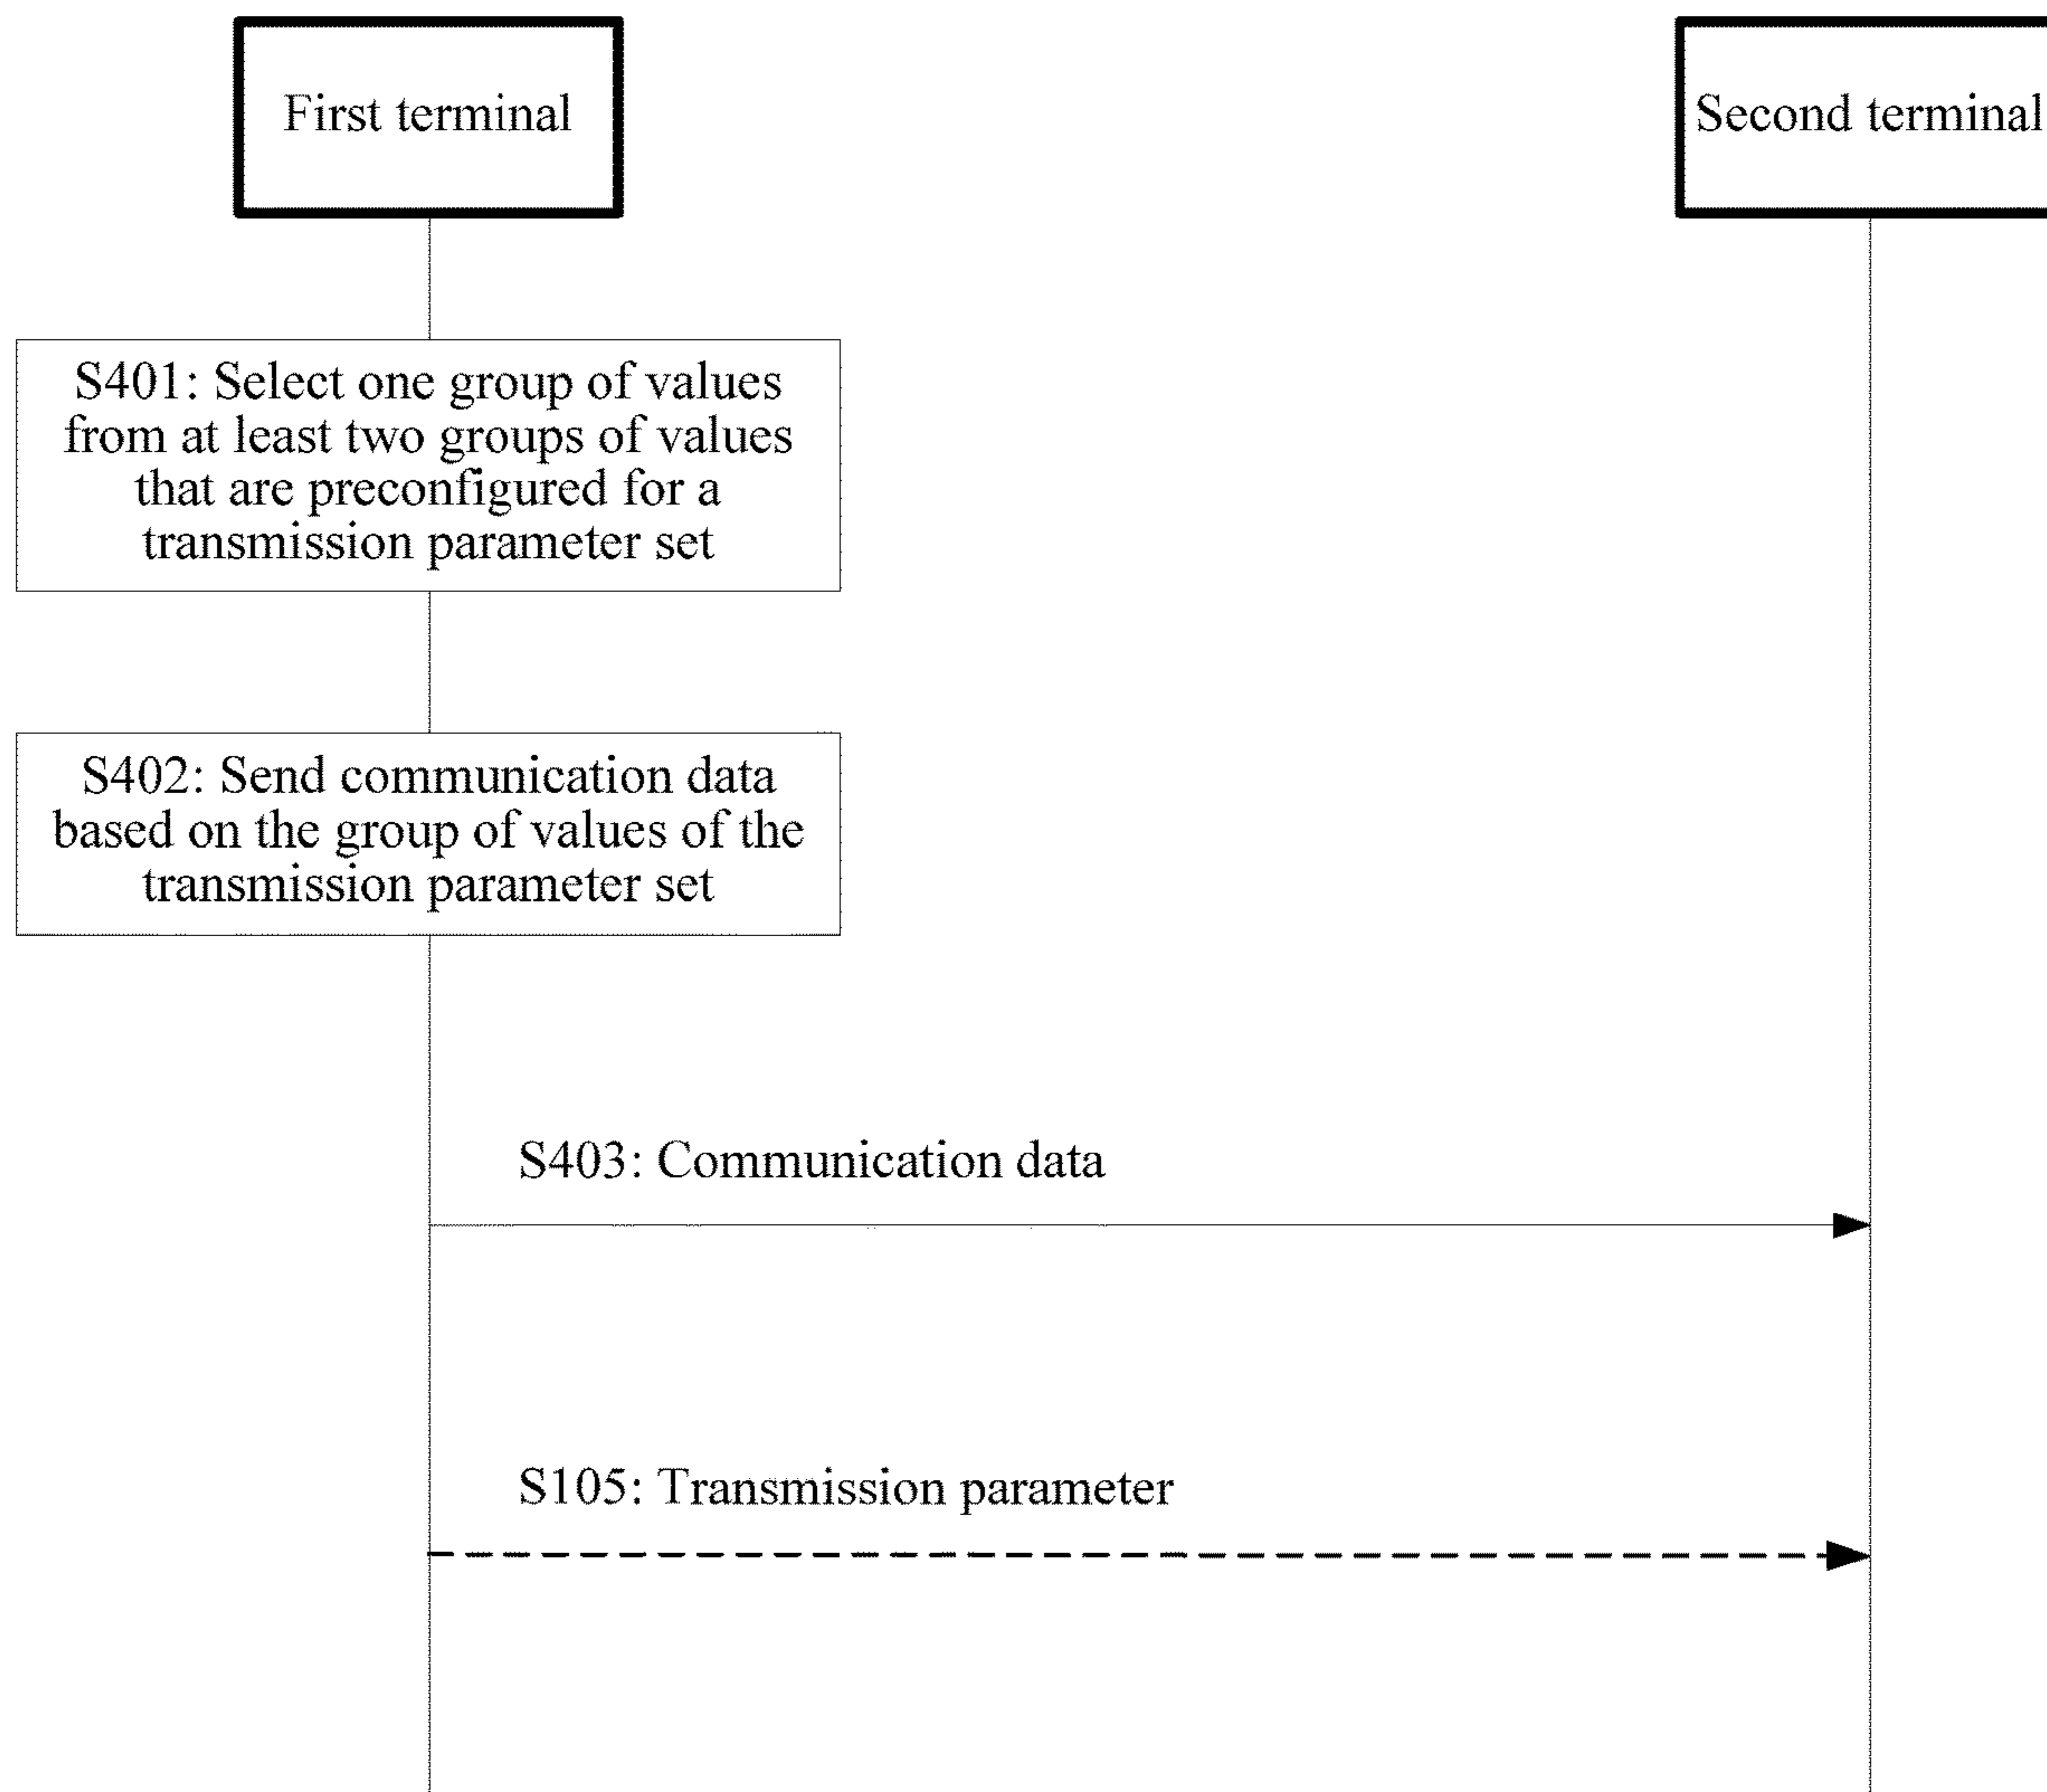 First terminal
Second terminal
S401: Select one group of values
from at least two groups of values
that are preconfigured for a
transmission parameter set
S402: Send communication data
based on the group of values of the
transmission parameter set
S403: Communication data
S105: Transmission parameter